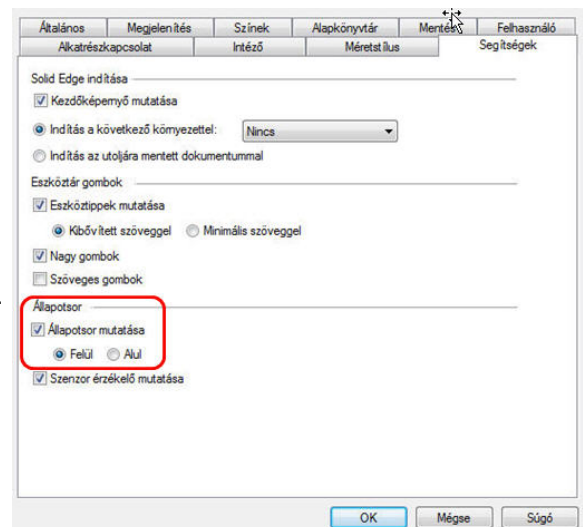 Általános Megjelenítés Színek Alapkönyvtár Mentés Felhasználó
Alkatrészkapcsolat Intéző Méretstílus Segítségek
Solid Edge indítása
Kezdőképernyő mutatása
Indítás a következő környezettel: Nincs
Indítás az utoljára mentett dokumentummal
Eszköztár gombok
Eszköztippek mutatása
Kibővített szöveggel Minimális szöveggel
Nagy gombok
Szöveges gombok
Állapotsor
Állapotsor mutatása
Felül Alul
Szenzor érzékelő mutatása
OK Mégse Súgó